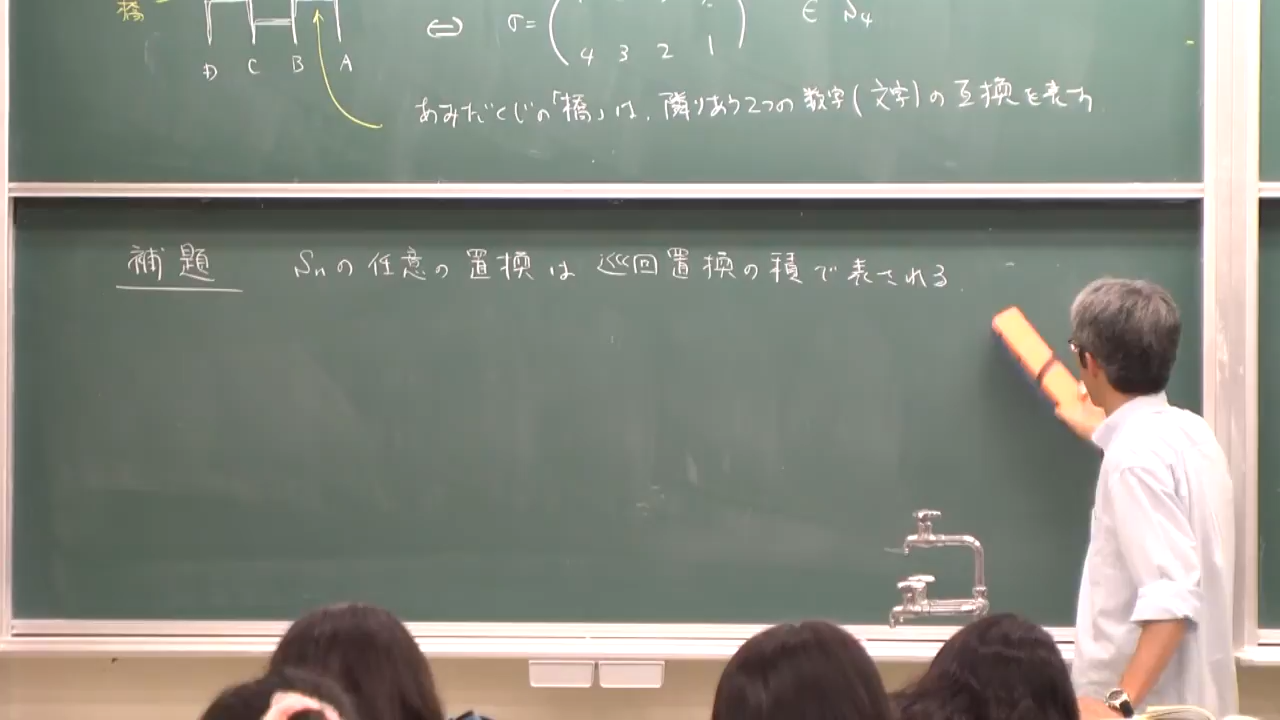 橋
D C B A
⇔ σ = ( 4 3 2 1 ) ∈ S₄
あみだくじの「橋」は、隣りあう2つの数字(文字)の互換を表す
補題 Sₙの任意の置換は巡回置換の積で表される.